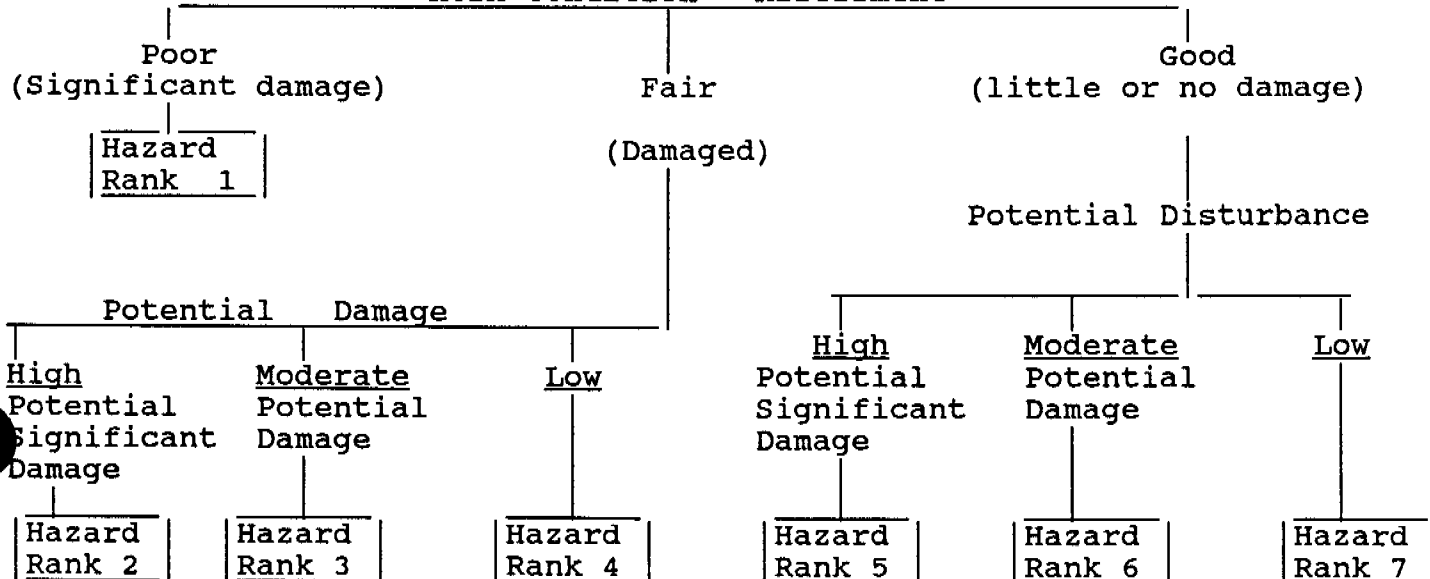 Poor
(Significant damage)
Hazard
Rank 1
Fair
(Damaged)
Good
(little or no damage)
Potential Disturbance
Potential Damage
High
Potential
Significant
Damage
Hazard
Rank 2
Moderate
Potential
Damage
Hazard
Rank 3
Low
Hazard
Rank 4
High
Potential
Significant
Damage
Hazard
Rank 5
Moderate
Potential
Damage
Hazard
Rank 6
Low
Hazard
Rank 7